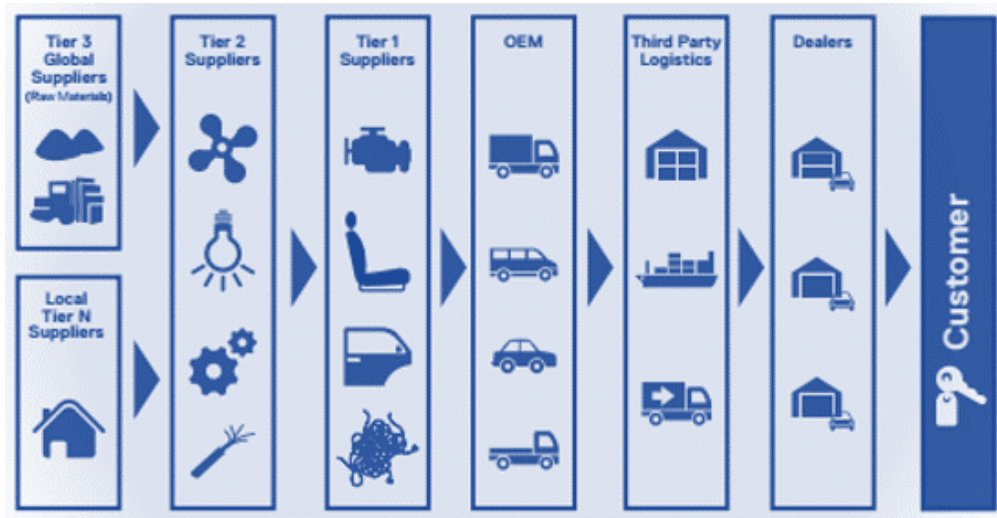 Tier 3
Global
Suppliers
(Raw Materials)
Local
Tier N
Suppliers
Tier 2
Suppliers
Tier 1
Suppliers
OEM
Third Party
Logistics
Dealers
Customer